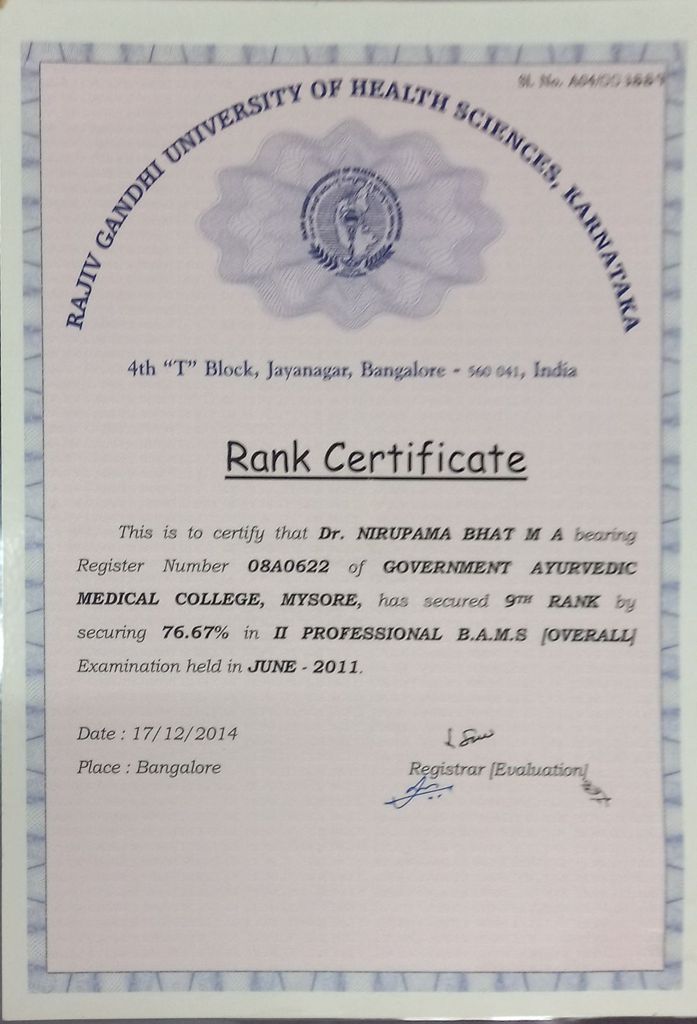 Sl. No.
RAJIV GANDHI UNIVERSITY OF HEALTH SCIENCES, KARNATAKA
4th “T” Block, Jayanagar, Bangalore - 560 041, India
Rank Certificate
This is to certify that Dr. NIRUPAMA BHAT M A bearing
Register Number 08A0622 of GOVERNMENT AYURVEDIC
MEDICAL COLLEGE, MYSORE, has secured 9TH RANK by
securing 76.67% in II PROFESSIONAL B.A.M.S [OVERALL]
Examination held in JUNE - 2011.
Date : 17/12/2014
Place : Bangalore
Registrar [Evaluation]